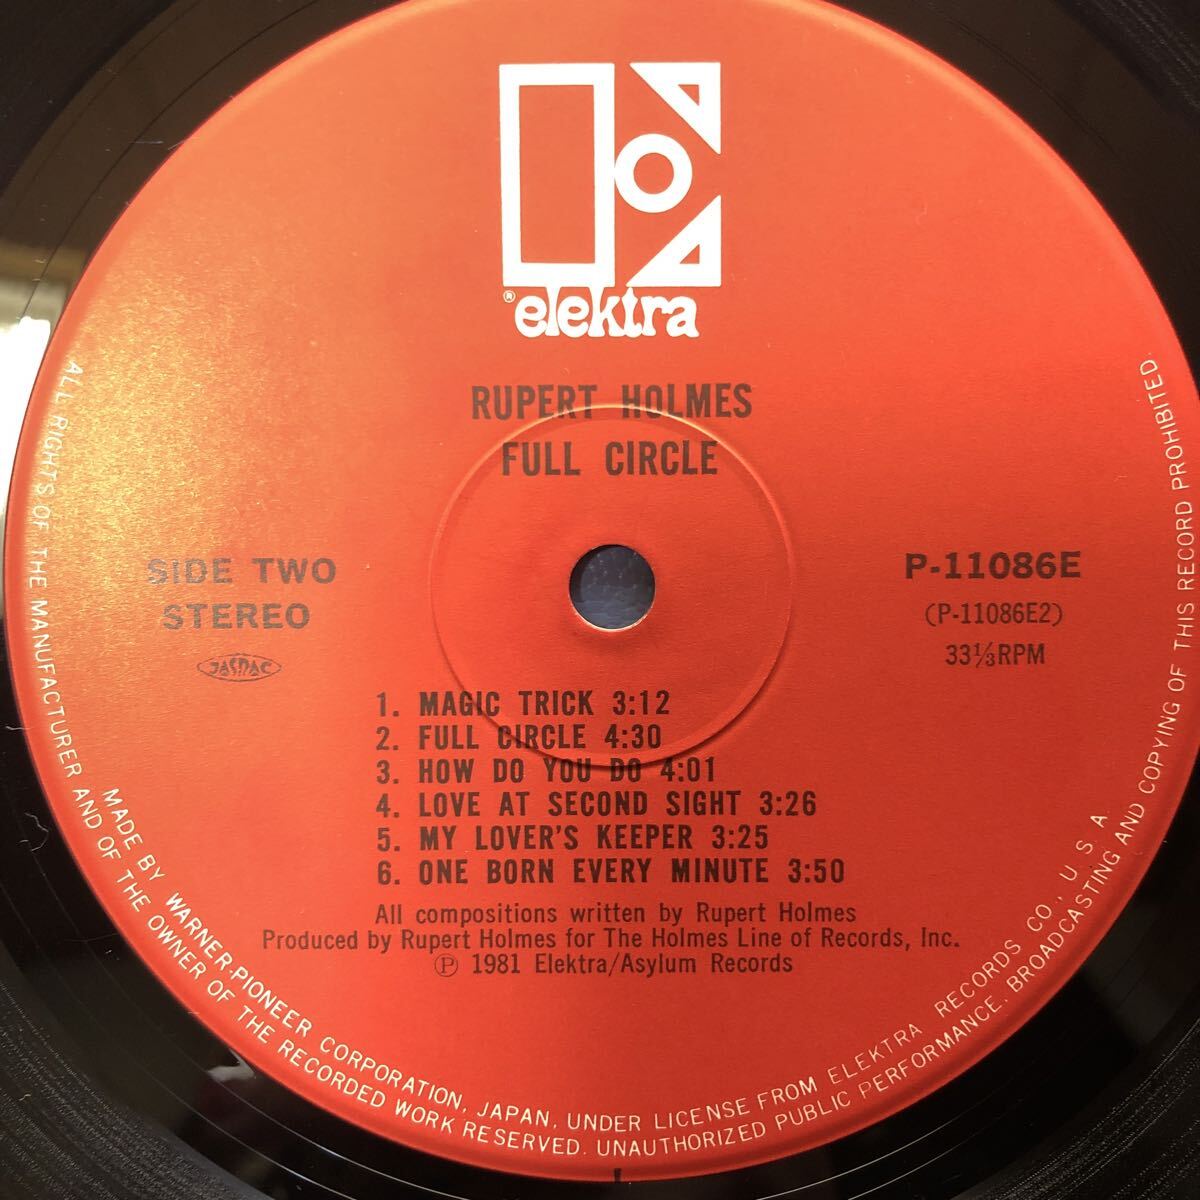 ® elektra
RUPERT HOLMES
FULL CIRCLE
SIDE TWO
STEREO
JASRAC
P-11086E
(P-11086E2)
33⅓RPM
1. MAGIC TRICK 3:12
2. FULL CIRCLE 4:30
3. HOW DO YOU DO 4:01
4. LOVE AT SECOND SIGHT 3:26
5. MY LOVER'S KEEPER 3:25
6. ONE BORN EVERY MINUTE 3:50
All compositions written by Rupert Holmes
Produced by Rupert Holmes for The Holmes Line of Records, Inc.
Ⓟ 1981 Elektra/Asylum Records
MADE BY WARNER-PIONEER CORPORATION, JAPAN, UNDER LICENSE FROM ELEKTRA RECORDS CO., U. S. A
ALL RIGHTS OF THE MANUFACTURER AND OF THE OWNER OF THE RECORDED WORK RESERVED. UNAUTHORIZED PUBLIC PERFORMANCE, BROADCASTING AND COPYING OF THIS RECORD PROHIBITED.